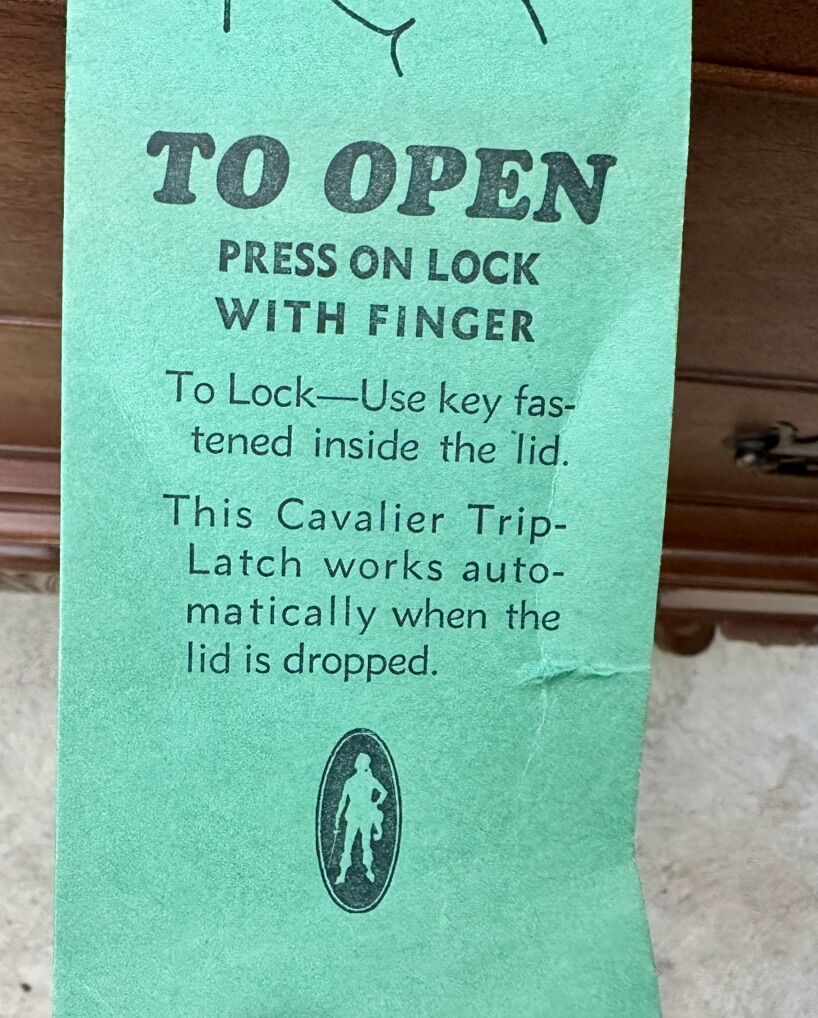 TO OPEN
PRESS ON LOCK
WITH FINGER
To Lock—Use key fas-
tened inside the lid.
This Cavalier Trip-
Latch works auto-
matically when the
lid is dropped.